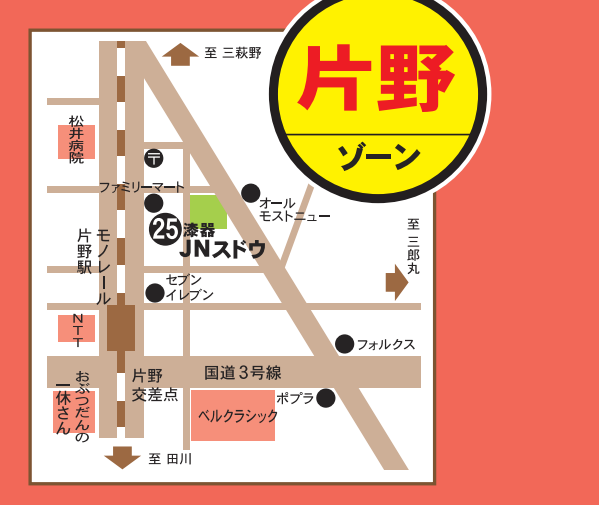 片野
ゾーン
至 三萩野
松井病院
〒
ファミリーマート
オール
モストニュー
25
漆器
JNスドウ
至 三郎丸
モノレール
片野駅
セブン
イレブン
NTT
フォルクス
国道3号線
片野
交差点
おぶつだんの
一休さん
ポプラ
ベルクラシック
至 田川